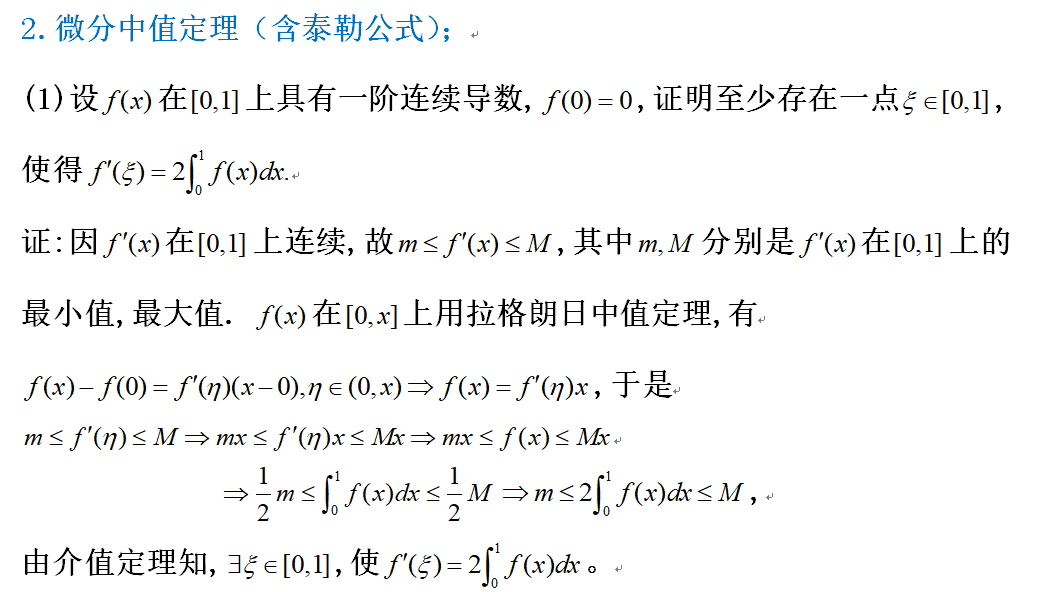 2. 微分中值定理（含泰勒公式）；
(1) 设 f(x) 在 [0,1] 上具有一阶连续导数, f(0) = 0 , 证明至少存在一点 ξ ∈ [0,1] ,
使得 f′(ξ) = 2∫₀¹ f(x)dx.
证: 因 f′(x) 在 [0,1] 上连续, 故 m ≤ f′(x) ≤ M , 其中 m, M 分别是 f′(x) 在 [0,1] 上的
最小值, 最大值. f(x) 在 [0, x] 上用拉格朗日中值定理, 有
f(x) − f(0) = f′(η)(x − 0), η ∈ (0, x) ⇒ f(x) = f′(η)x , 于是
m ≤ f′(η) ≤ M ⇒ mx ≤ f′(η)x ≤ Mx ⇒ mx ≤ f(x) ≤ Mx
⇒ 1/2 m ≤ ∫₀¹ f(x)dx ≤ 1/2 M ⇒ m ≤ 2∫₀¹ f(x)dx ≤ M ,
由介值定理知, ∃ξ ∈ [0,1] , 使 f′(ξ) = 2∫₀¹ f(x)dx 。